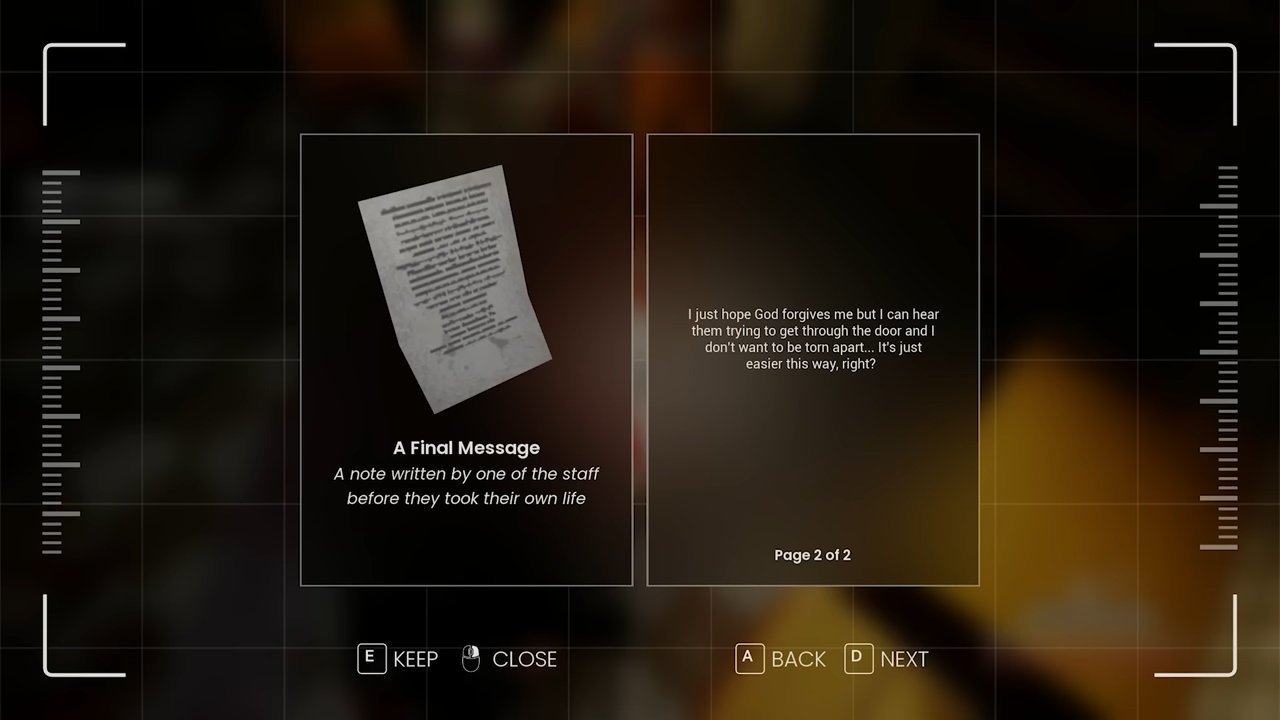 A Final Message
A note written by one of the staff
before they took their own life
I just hope God forgives me but I can hear
them trying to get through the door and I
don't want to be torn apart... It's just
easier this way, right?
Page 2 of 2
E KEEP CLOSE A BACK D NEXT